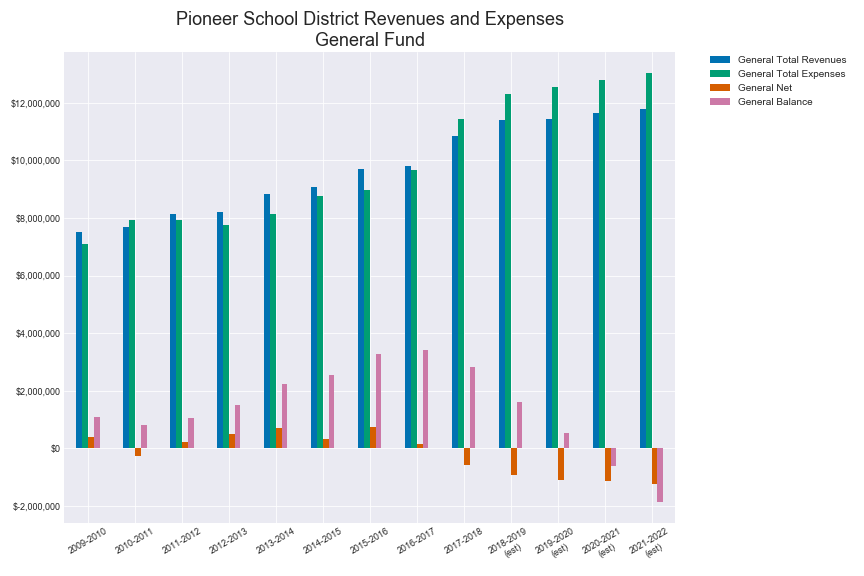 Pioneer School District Revenues and Expenses
General Fund
General Total Revenues
General Total Expenses
General Net
General Balance
$12,000,000
$10,000,000
$8,000,000
$6,000,000
$4,000,000
$2,000,000
$0
$-2,000,000
2009-2010
2010-2011
2011-2012
2012-2013
2013-2014
2014-2015
2015-2016
2016-2017
2017-2018
2018-2019
(est)
2019-2020
(est)
2020-2021
(est)
2021-2022
(est)